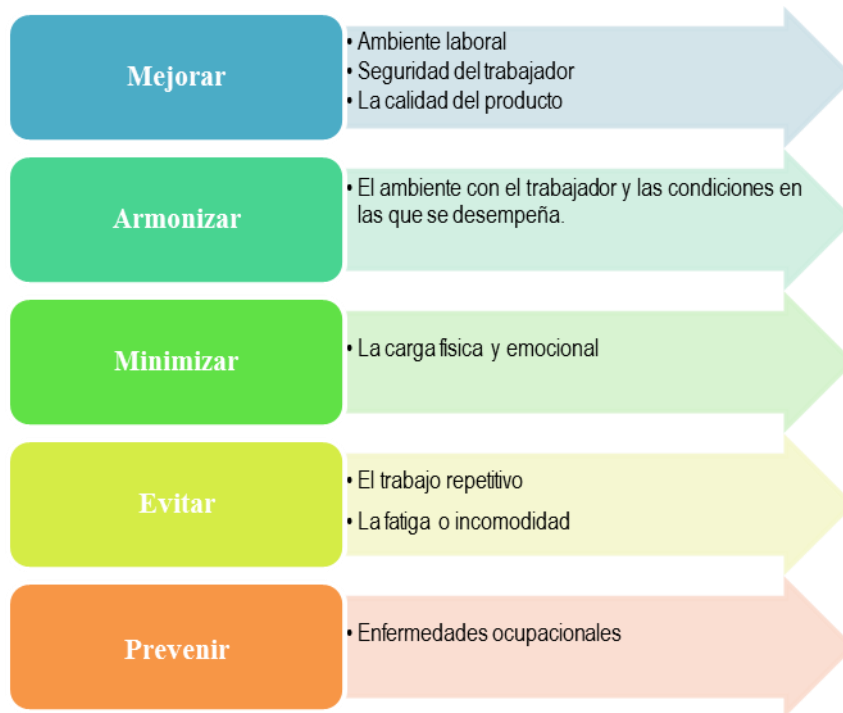 Mejorar
• Ambiente laboral
• Seguridad del trabajador
• La calidad del producto
Armonizar
• El ambiente con el trabajador y las condiciones en
las que se desempeña.
Minimizar
• La carga fisica y emocional
Evitar
• El trabajo repetitivo
• La fatiga o incomodidad
Prevenir
• Enfermedades ocupacionales